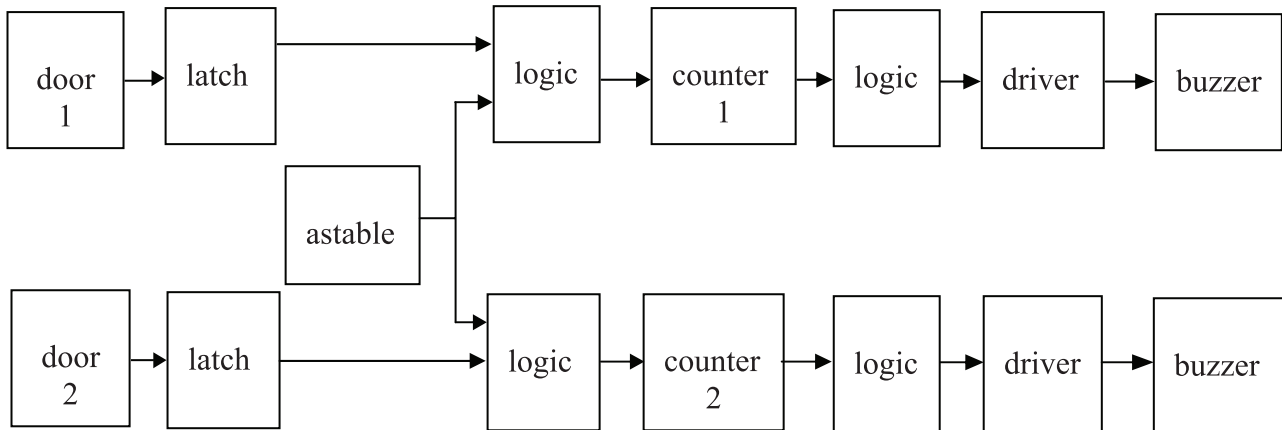 door
1
latch
logic
counter
1
logic
driver
buzzer
astable
door
2
latch
logic
counter
2
logic
driver
buzzer